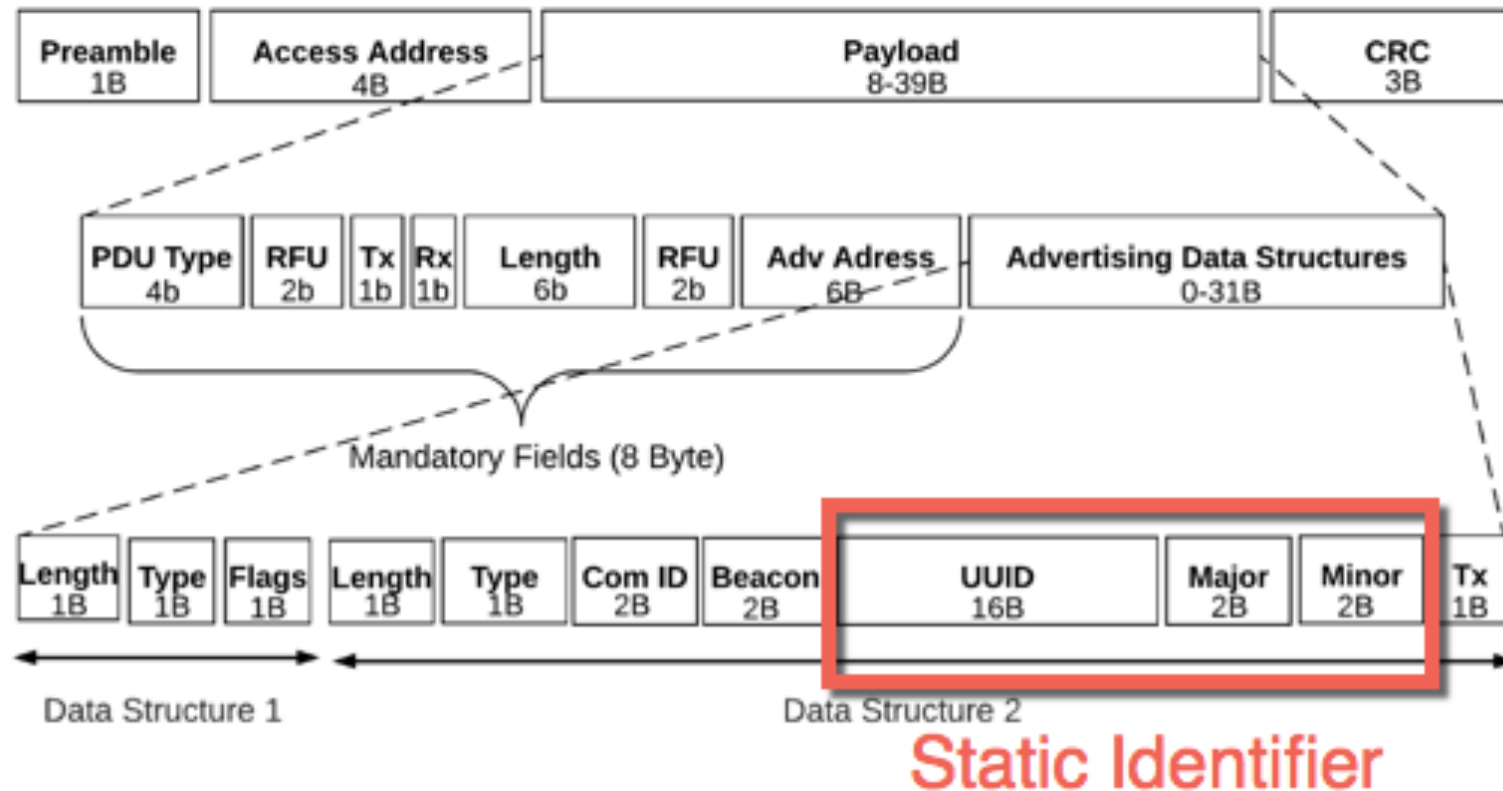 Preamble
1B
Access Address
4B
Payload
8-39B
CRC
3B
PDU Type
4b
RFU
2b
Tx
1b
Rx
1b
Length
6b
RFU
2b
Adv Adress
6B
Advertising Data Structures
0-31B
Mandatory Fields (8 Byte)
Length
1B
Type
1B
Flags
1B
Length
1B
Type
1B
Com ID
2B
Beacon
2B
UUID
16B
Major
2B
Minor
2B
Tx
1B
Data Structure 1
Data Structure 2
Static Identifier